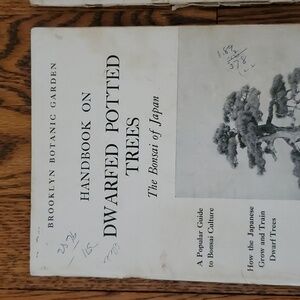 BROOKLYN BOTANIC GARDEN
HANDBOOK ON
DWARFED POTTED
TREES
The Bonsai of Japan
A Popular Guide
to Bonsai Culture
How the Japanese
Grow and Train
Dwarf Trees